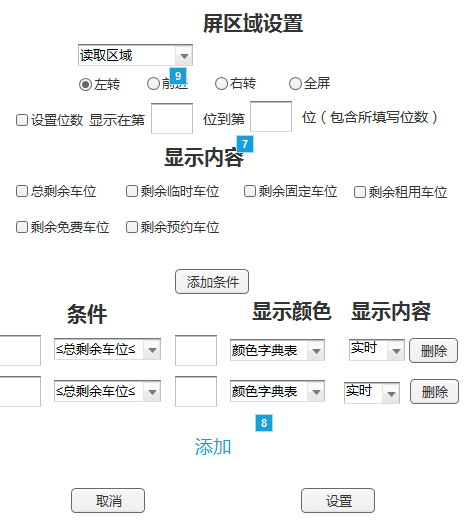 屏区域设置
读取区域
9
左转 前进 右转 全屏
设置位数 显示在第 位到第 位（包含所填写位数）
7
显示内容
总剩余车位 剩余临时车位 剩余固定车位 剩余租用车位
剩余免费车位 剩余预约车位
添加条件
条件 显示颜色 显示内容
≤总剩余车位≤ 颜色字典表 实时 删除
≤总剩余车位≤ 颜色字典表 实时 删除
8
添加
取消 设置